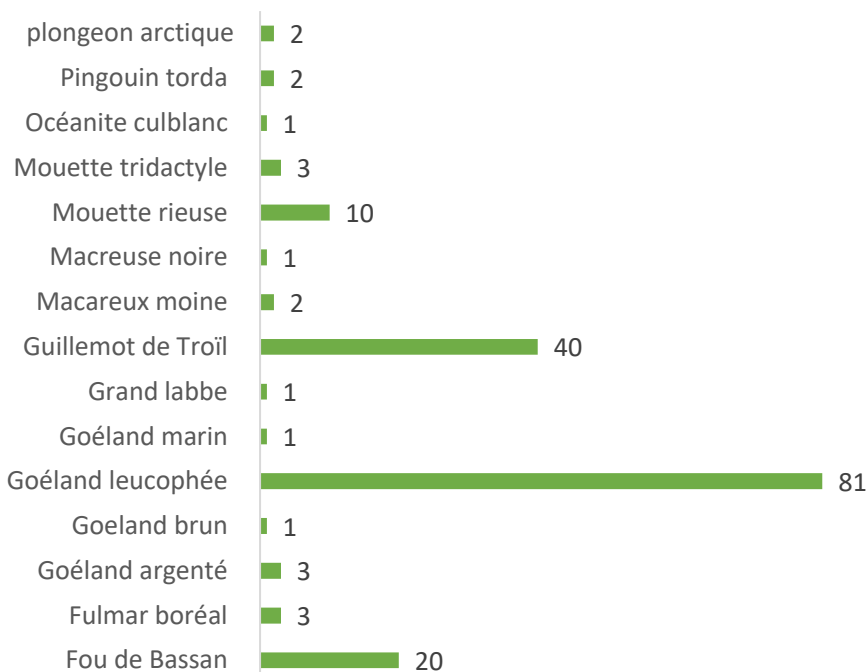 plongeon arctique 2
Pingouin torda 2
Océanite culblanc 1
Mouette tridactyle 3
Mouette rieuse 10
Macreuse noire 1
Macareux moine 2
Guillemot de Troïl 40
Grand labbe 1
Goéland marin 1
Goéland leucophée 81
Goeland brun 1
Goéland argenté 3
Fulmar boréal 3
Fou de Bassan 20